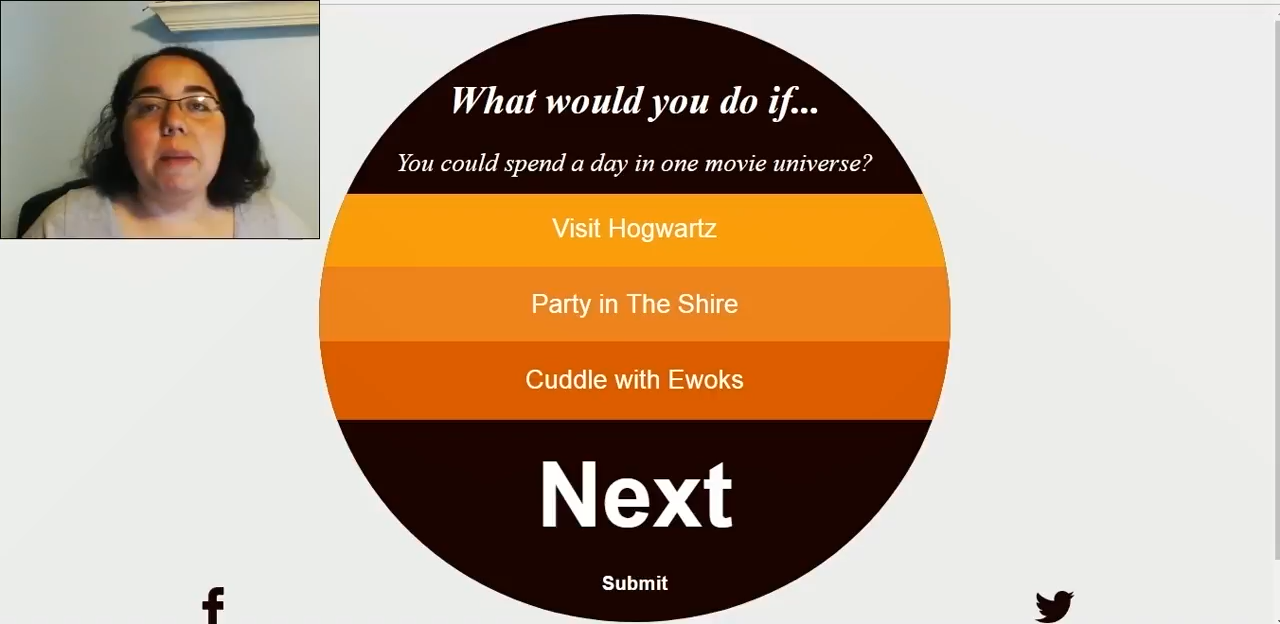 What would you do if...
You could spend a day in one movie universe?
Visit Hogwartz
Party in The Shire
Cuddle with Ewoks
Next
Submit